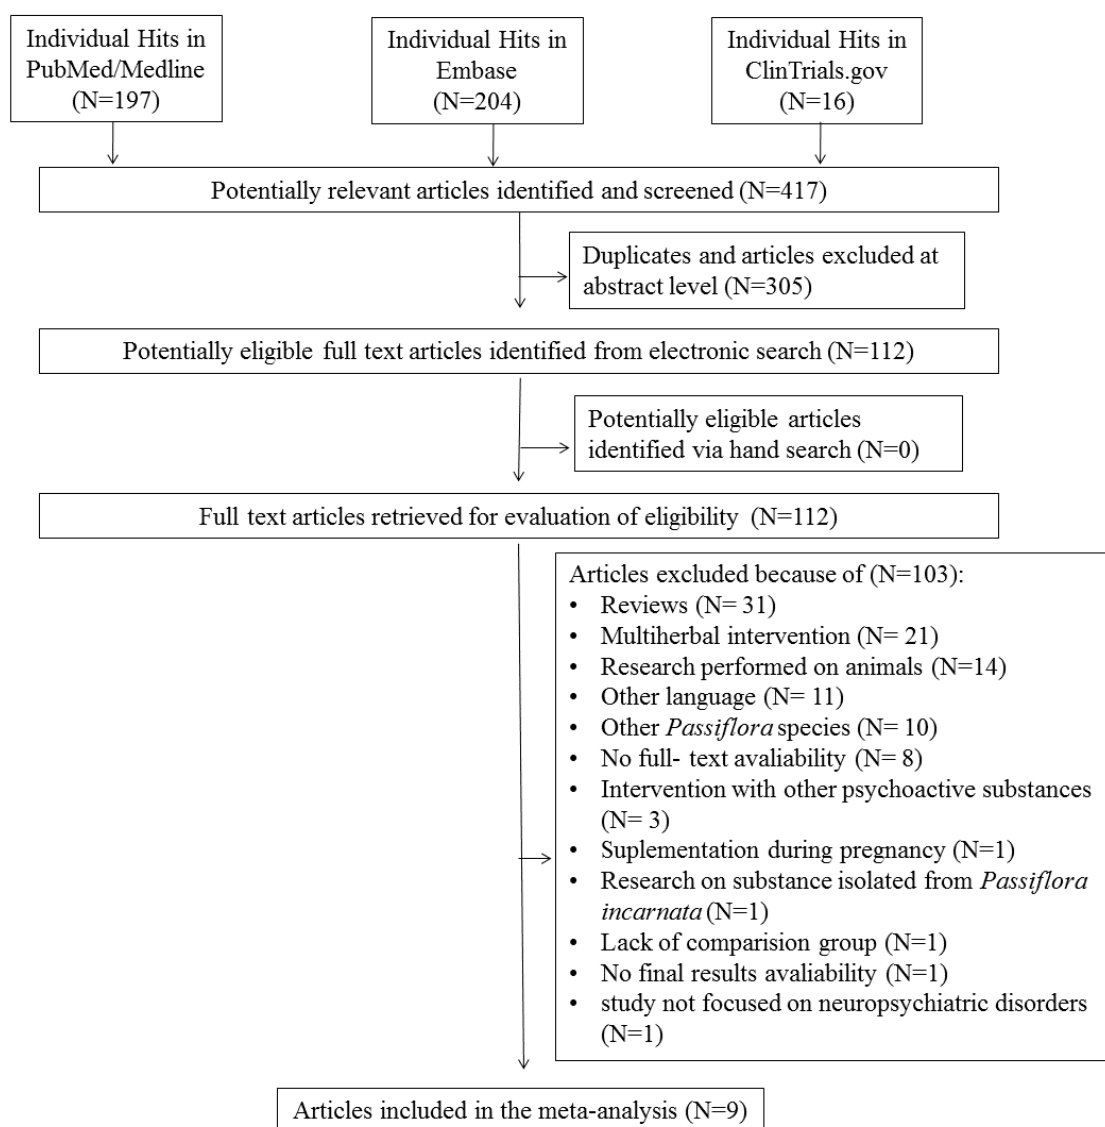 Individual Hits in
PubMed/Medline
(N=197)
Individual Hits in
Embase
(N=204)
Individual Hits in
ClinTrials.gov
(N=16)
Potentially relevant articles identified and screened (N=417)
Duplicates and articles excluded at
abstract level (N=305)
Potentially eligible full text articles identified from electronic search (N=112)
Potentially eligible articles
identified via hand search (N=0)
Full text articles retrieved for evaluation of eligibility (N=112)
Articles excluded because of (N=103):
• Reviews (N= 31)
• Multiherbal intervention (N= 21)
• Research performed on animals (N=14)
• Other language (N= 11)
• Other Passiflora species (N= 10)
• No full- text avaliability (N= 8)
• Intervention with other psychoactive substances
(N= 3)
• Suplementation during pregnancy (N=1)
• Research on substance isolated from Passiflora
incarnata (N=1)
• Lack of comparision group (N=1)
• No final results avaliability (N=1)
• study not focused on neuropsychiatric disorders
(N=1)
Articles included in the meta-analysis (N=9)